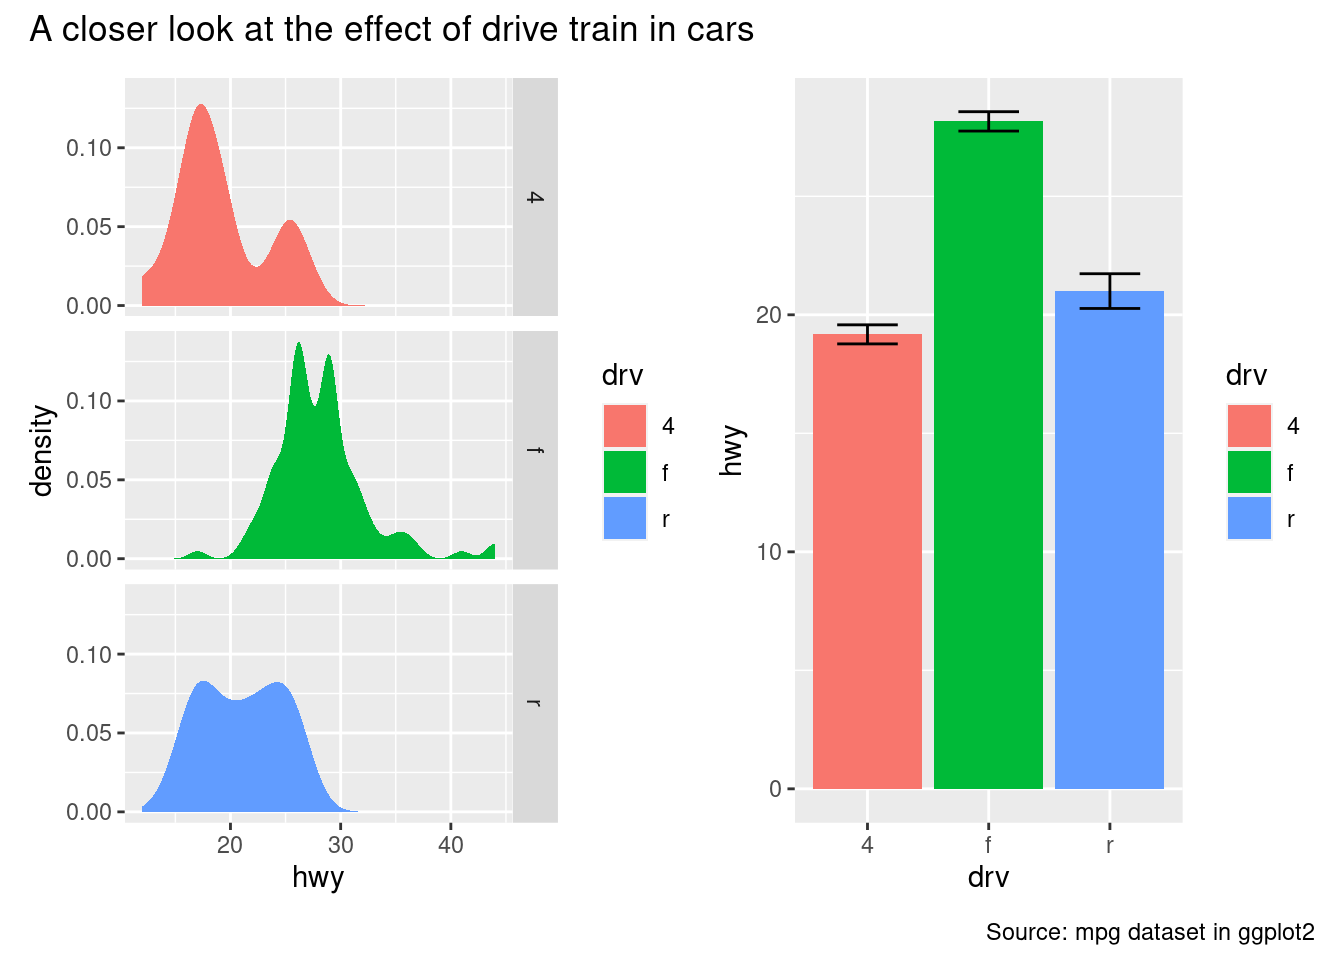 A closer look at the effect of drive train in cars
density
0.10
0.05
0.00
4
0.10
0.05
0.00
f
0.10
0.05
0.00
r
20 30 40
hwy
drv
4
f
r
hwy
20
10
0
4 f r
drv
drv
4
f
r
Source: mpg dataset in ggplot2